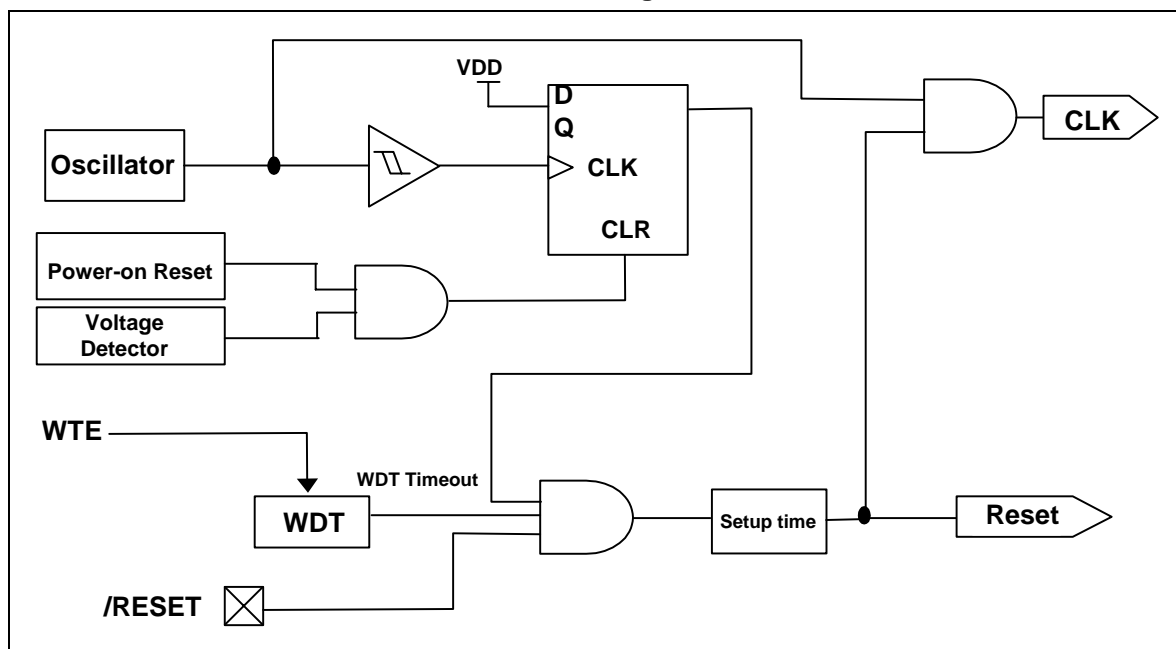 VDD
D
Q
CLK
CLR
Oscillator
CLK
Power-on Reset
Voltage
Detector
WTE
WDT Timeout
WDT
Setup time
Reset
/RESET